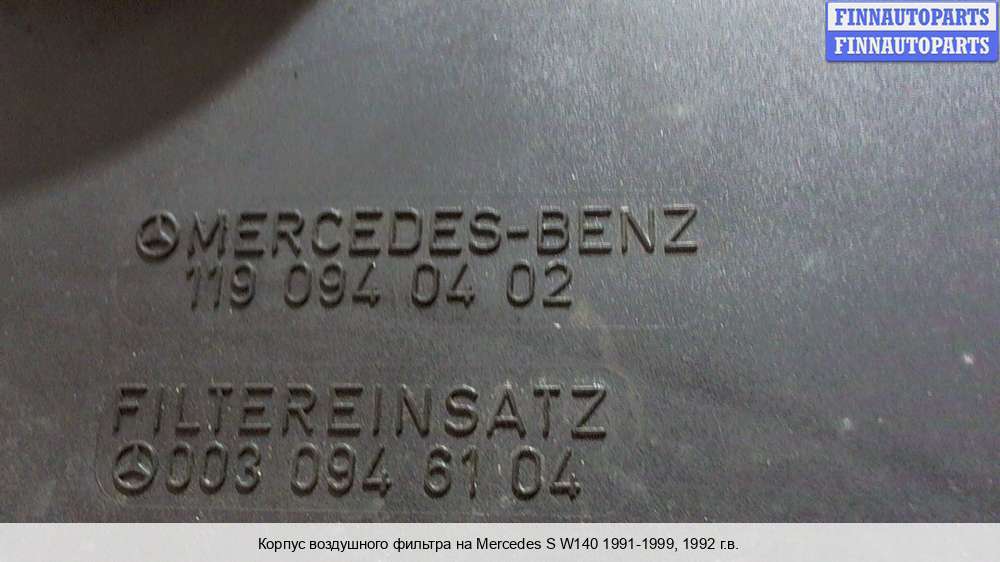 FINNAUTOPARTS
FINNAUTOPARTS
MERCEDES-BENZ
119 094 04 02
FILTEREINSATZ
003 094 61 04
Корпус воздушного фильтра на Mercedes S W140 1991-1999, 1992 г.в.